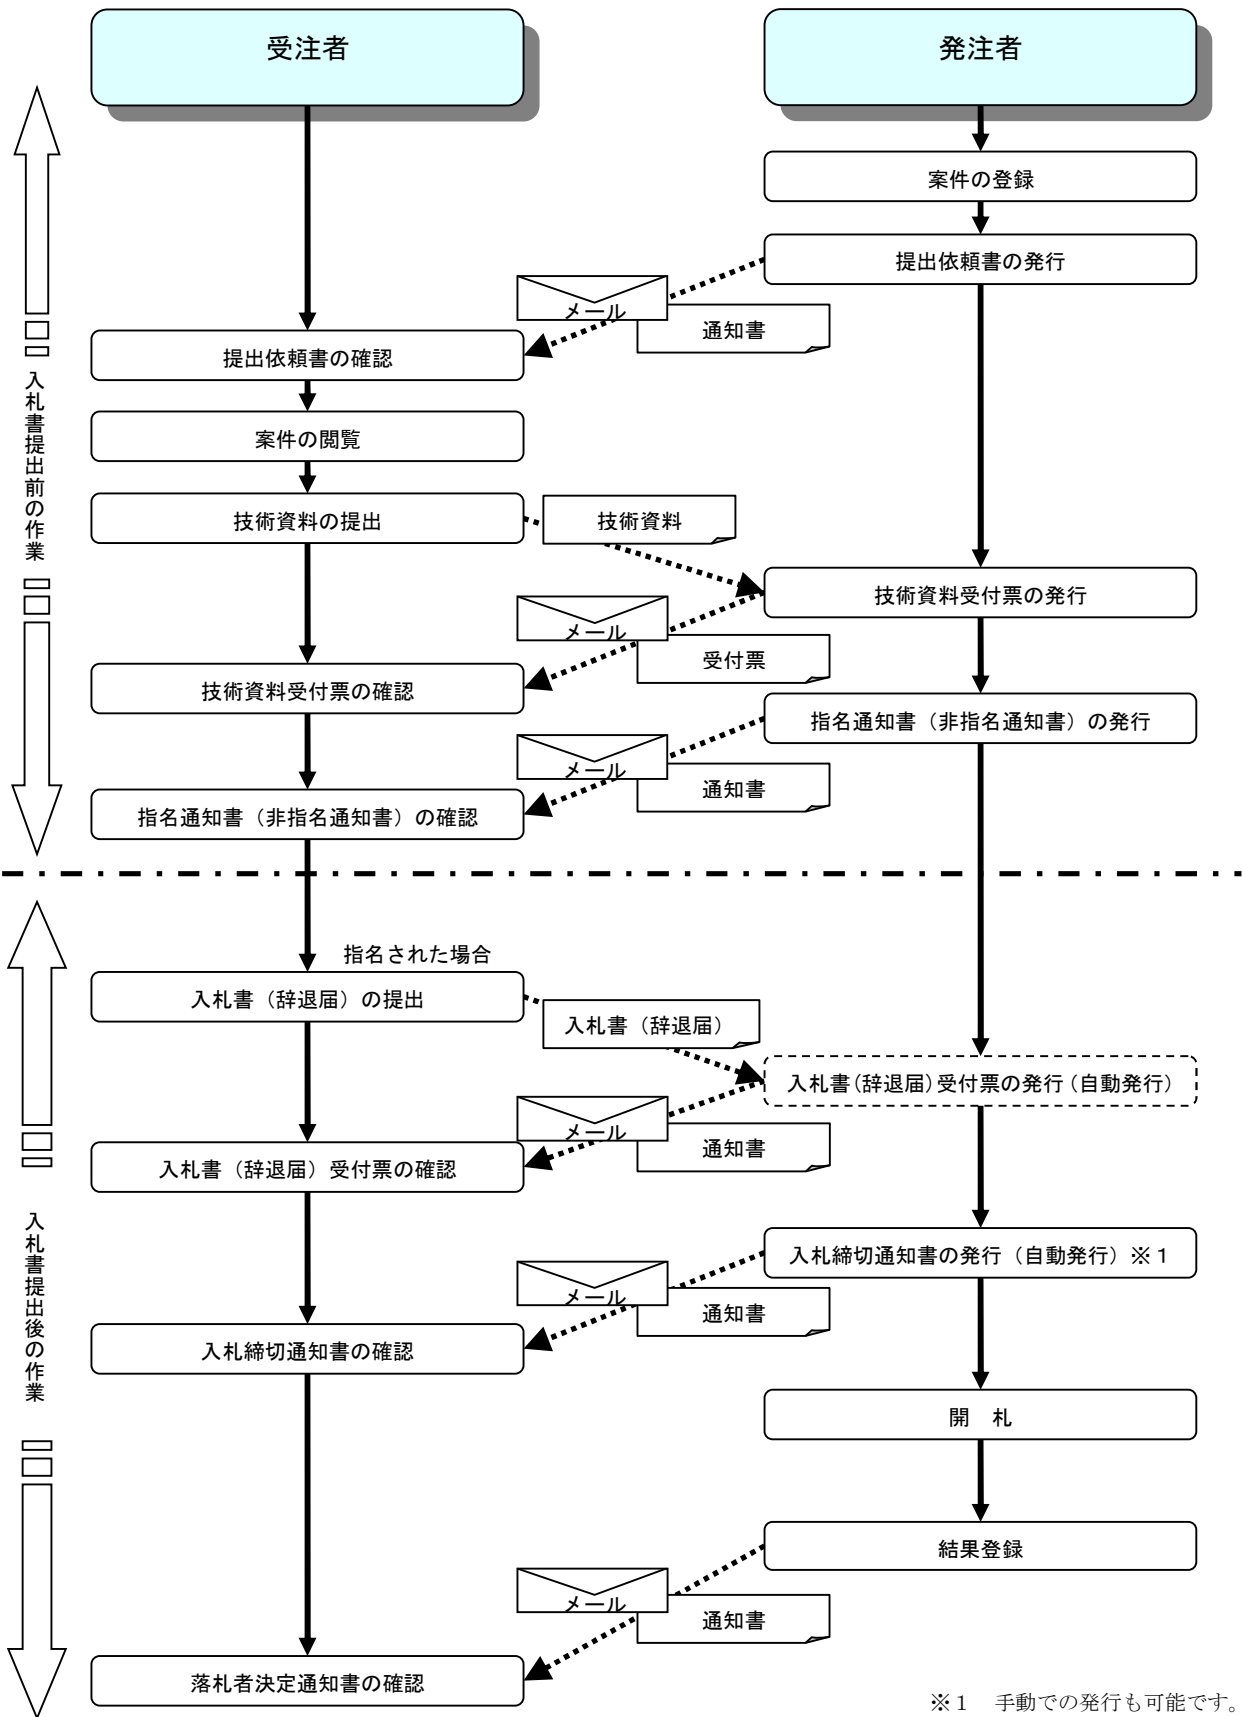 受注者
発注者
案件の登録
提出依頼書の発行
メール
通知書
提出依頼書の確認
案件の閲覧
技術資料の提出
技術資料
技術資料受付票の発行
メール
受付票
技術資料受付票の確認
指名通知書（非指名通知書）の発行
メール
通知書
指名通知書（非指名通知書）の確認
入札書提出前の作業
指名された場合
入札書（辞退届）の提出
入札書（辞退届）
入札書(辞退届)受付票の発行(自動発行)
メール
通知書
入札書（辞退届）受付票の確認
入札締切通知書の発行（自動発行）※１
メール
通知書
入札締切通知書の確認
入札書提出後の作業
開　札
結果登録
メール
通知書
落札者決定通知書の確認
※１　手動での発行も可能です。